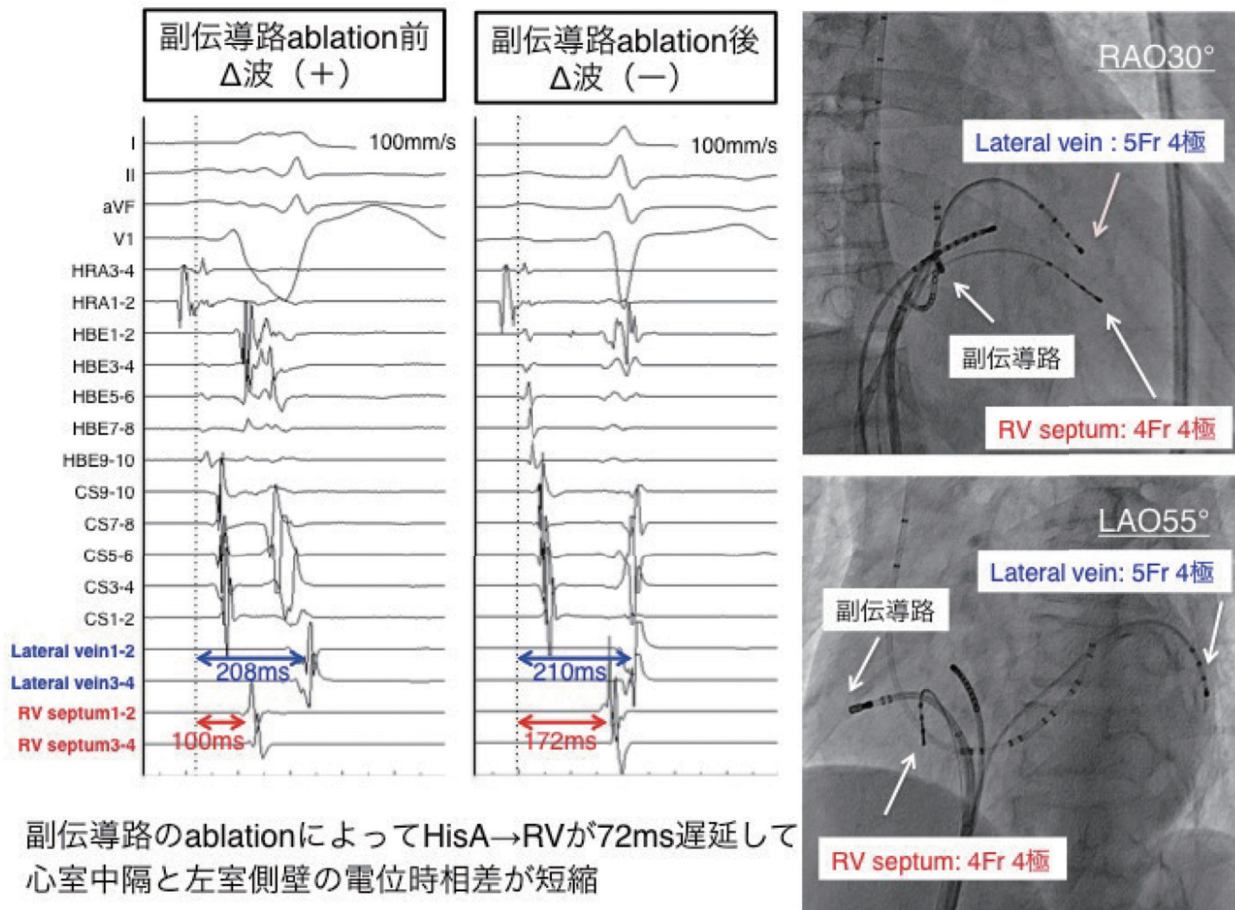 副伝導路ablation前
Δ波（＋）
副伝導路ablation後
Δ波（－）
I
II
aVF
V1
HRA3-4
HRA1-2
HBE1-2
HBE3-4
HBE5-6
HBE7-8
HBE9-10
CS9-10
CS7-8
CS5-6
CS3-4
CS1-2
Lateral vein1-2
Lateral vein3-4
RV septum1-2
RV septum3-4
100mm/s
208ms
100ms
100mm/s
210ms
172ms
RAO30°
Lateral vein : 5Fr 4極
副伝導路
RV septum: 4Fr 4極
LAO55°
Lateral vein: 5Fr 4極
副伝導路
RV septum: 4Fr 4極
副伝導路のablationによってHisA→RVが72ms遅延して
心室中隔と左室側壁の電位時相差が短縮